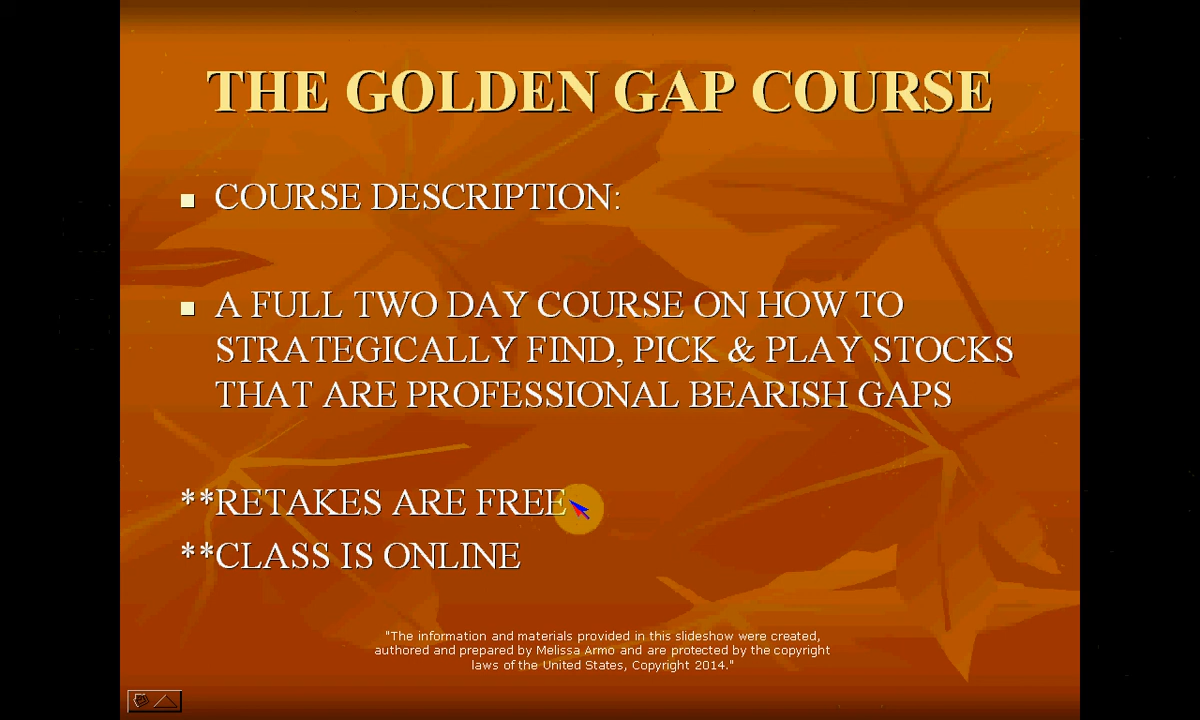 THE GOLDEN GAP COURSE
COURSE DESCRIPTION:
A FULL TWO DAY COURSE ON HOW TO
STRATEGICALLY FIND, PICK & PLAY STOCKS
THAT ARE PROFESSIONAL BEARISH GAPS
**RETAKES ARE FREE
**CLASS IS ONLINE
"The information and materials provided in this slideshow were created,
authored and prepared by Melissa Armo and are protected by the copyright
laws of the United States, Copyright 2014."